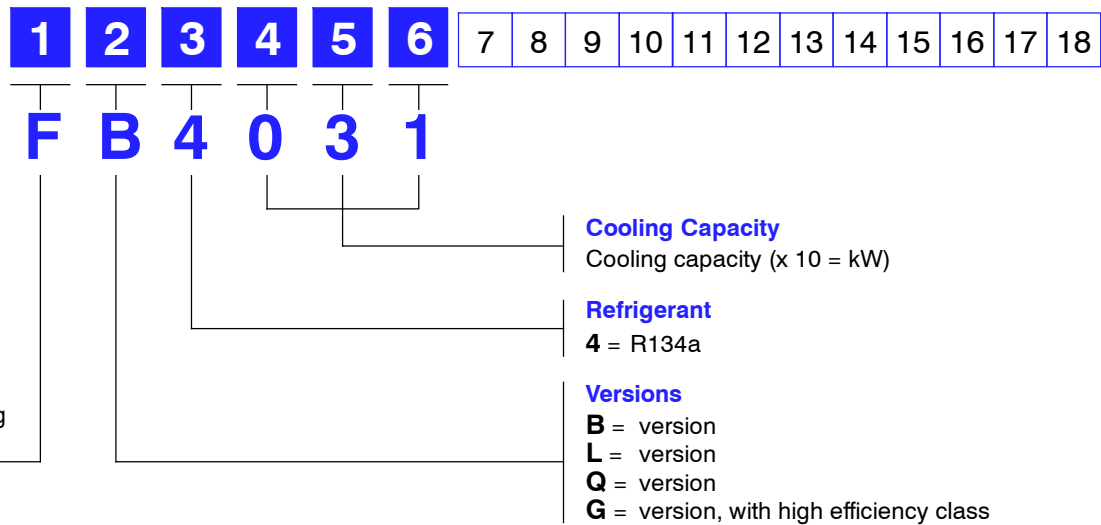 1 2 3 4 5 6 7 8 9 10 11 12 13 14 15 16 17 18
F B 4 0 3 1
Cooling Capacity
Cooling capacity (x 10 = kW)
Refrigerant
4 = R134a
Versions
B = version
L = version
Q = version
G = version, with high efficiency class